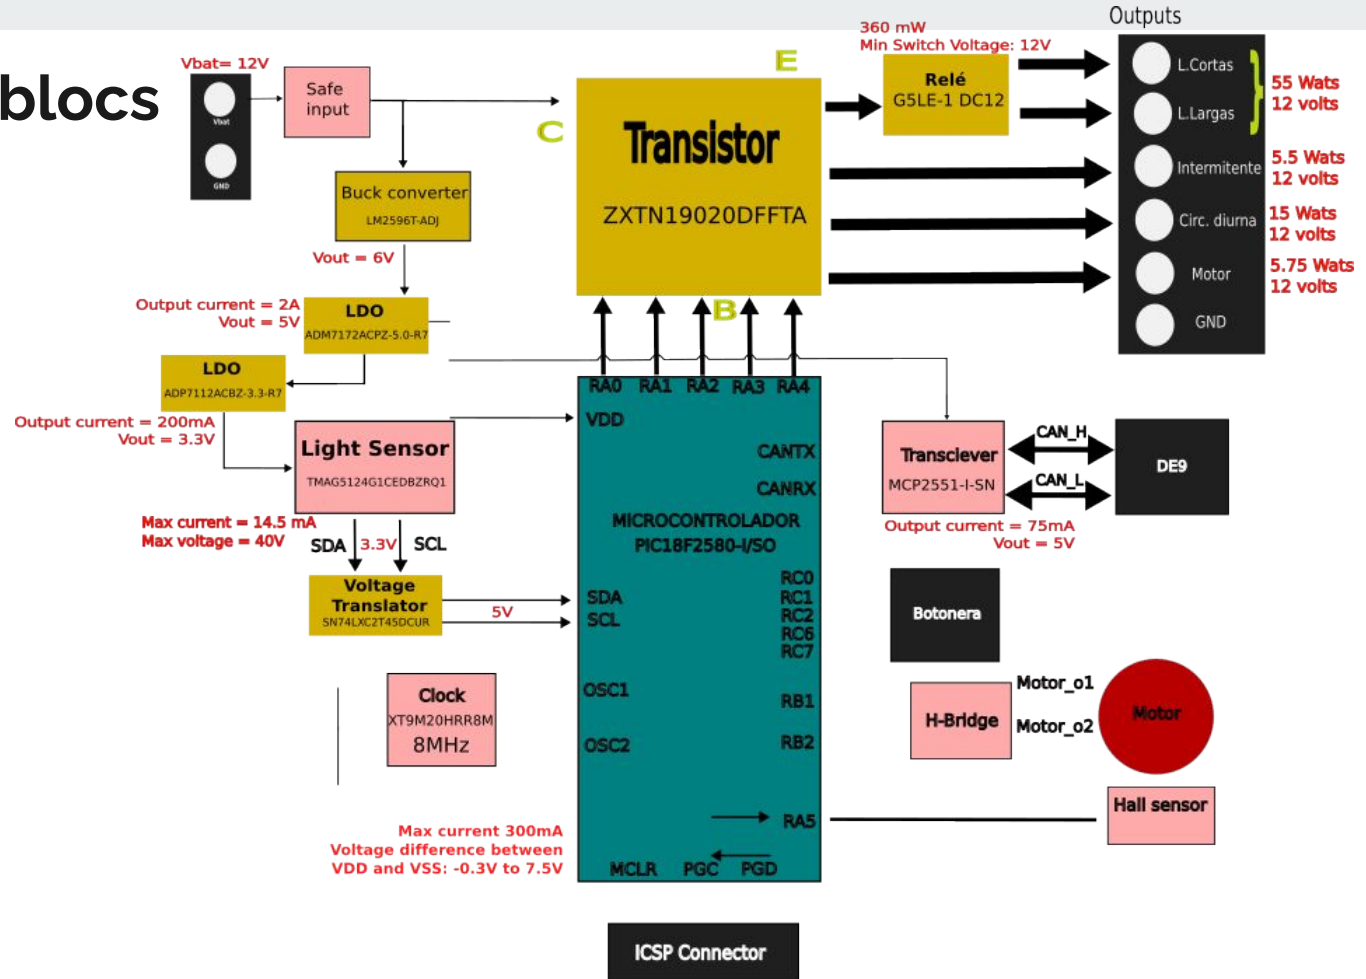 Outputs
blocs
Vbat= 12V
Vbat
GND
Safe
input
Buck converter
LM2596T-ADJ
Vout = 6V
Output current = 2A
Vout = 5V
LDO
ADM7172ACPZ-5.0-R7
LDO
ADP7112ACBZ-3.3-R7
Output current = 200mA
Vout = 3.3V
Light Sensor
TMAG5124G1CEDBZRQ1
Max current = 14.5 mA
Max voltage = 40V
SDA
3.3V
SCL
Voltage
Translator
SN74LXC2T45DCUR
5V
Clock
XT9M20HRR8M
8MHz
Max current 300mA
Voltage difference between
VDD and VSS: -0.3V to 7.5V
C
E
B
Transistor
ZXTN19020DFFTA
360 mW
Min Switch Voltage: 12V
Relé
G5LE-1 DC12
L.Cortas
L.Largas
Intermitente
Circ. diurna
Motor
GND
55 Wats
12 volts
5.5 Wats
12 volts
15 Wats
12 volts
5.75 Wats
12 volts
RA0 RA1 RA2 RA3 RA4
VDD
CANTX
CANRX
MICROCONTROLADOR
PIC18F2580-I/SO
RC0
RC1
RC2
RC6
RC7
SDA
SCL
OSC1
OSC2
RB1
RB2
RA5
MCLR PGC PGD
Transclever
MCP2551-I-SN
CAN_H
CAN_L
DE9
Output current = 75mA
Vout = 5V
Botonera
H-Bridge
Motor_o1
Motor_o2
Motor
Hall sensor
ICSP Connector